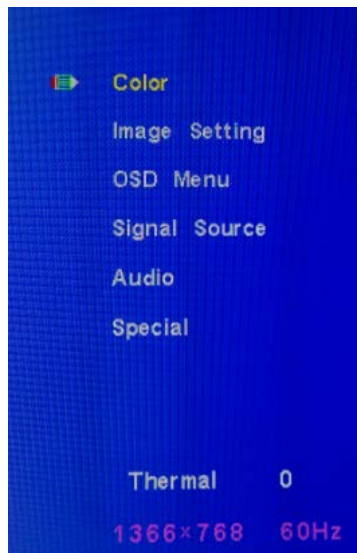 Color
Image Setting
OSD Menu
Signal Source
Audio
Special
Thermal 0
1366×768 60Hz